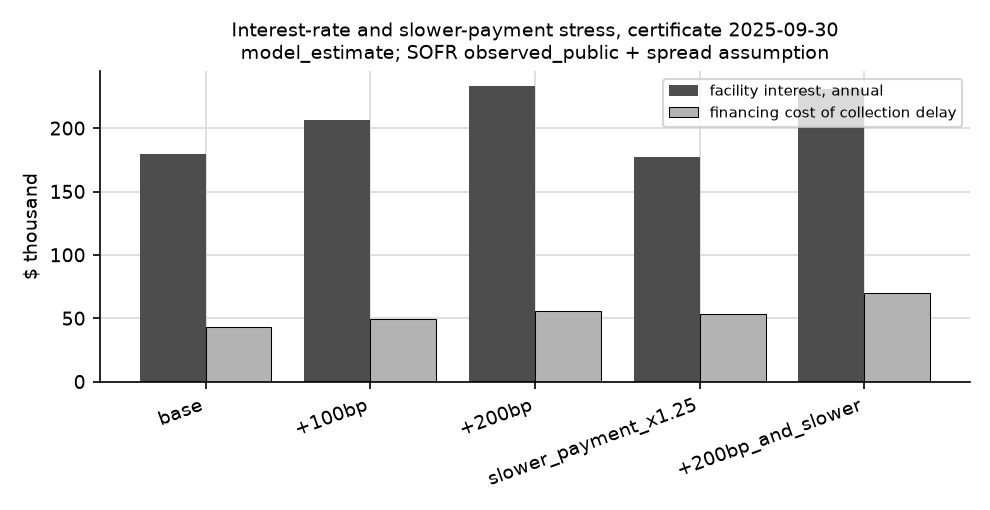 Interest-rate and slower-payment stress, certificate 2025-09-30
model_estimate; SOFR observed_public + spread assumption
facility interest, annual
financing cost of collection delay
$ thousand
200
150
100
50
0
base
+100bp
+200bp
slower_payment_x1.25
+200bp_and_slower